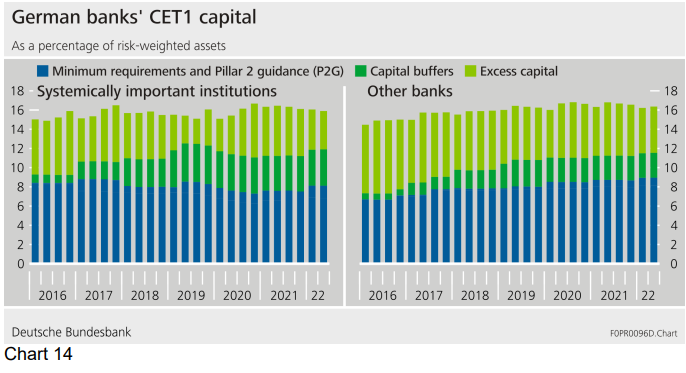 German banks' CET1 capital
As a percentage of risk-weighted assets
Minimum requirements and Pillar 2 guidance (P2G) Capital buffers Excess capital
18 Systemically important institutions Other banks 18
16 16
14 14
12 12
10 10
8 8
6 6
4 4
2 2
0 0
2016 2017 2018 2019 2020 2021 22 2016 2017 2018 2019 2020 2021 22
Deutsche Bundesbank F0PR0096D.Chart
Chart 14